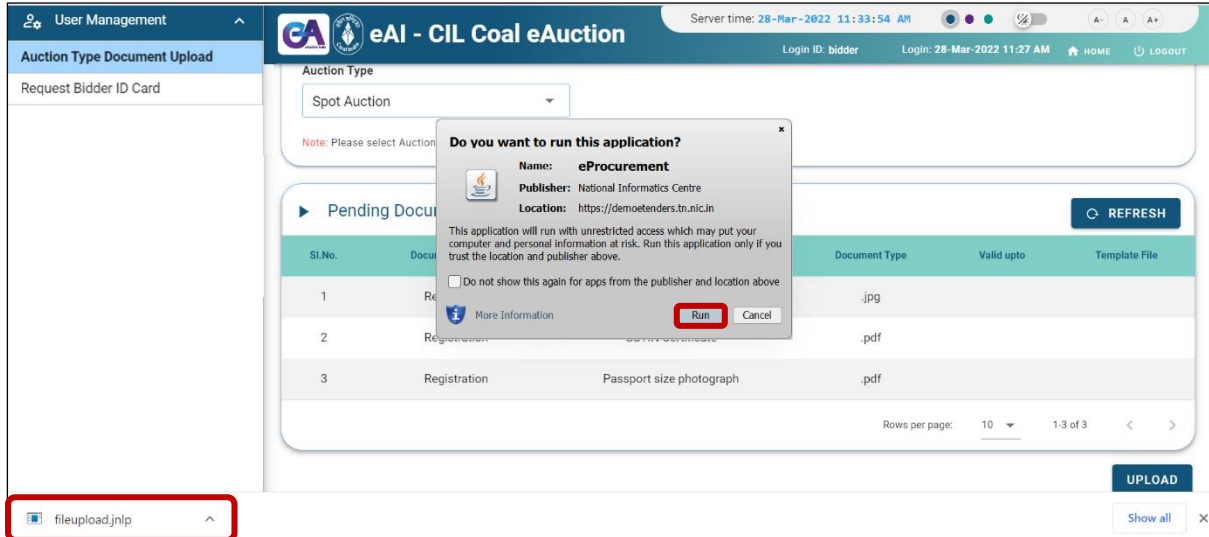 User Management
Auction Type Document Upload
Request Bidder ID Card
eAI - CIL Coal eAuction
Server time: 28-Mar-2022 11:33:54 AM
A- A A+
Login ID: bidder Login: 28-Mar-2022 11:27 AM HOME LOGOUT
Auction Type
Spot Auction
Note: Please select Auction
Do you want to run this application?
Name: eProcurement
Publisher: National Informatics Centre
Location: https://demoetenders.tn.nic.in
This application will run with unrestricted access which may put your
computer and personal information at risk. Run this application only if you
trust the location and publisher above.
Do not show this again for apps from the publisher and location above
More Information Run Cancel
Pending Docu
REFRESH
Sl.No. Docu Document Type Valid upto Template File
1 Re .jpg
2 Registration .pdf
3 Registration Passport size photograph .pdf
Rows per page: 10 1-3 of 3
UPLOAD
fileupload.jnlp Show all